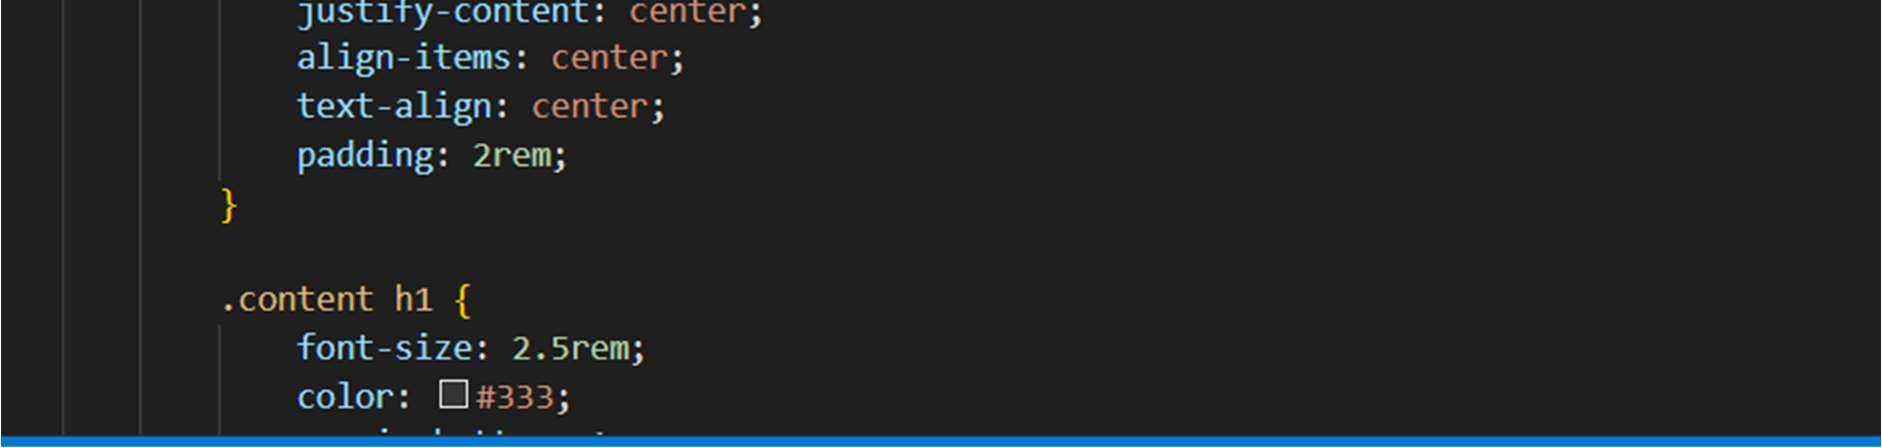 justify-content: center;
align-items: center;
text-align: center;
padding: 2rem;
}
.content h1 {
font-size: 2.5rem;
color: #333;